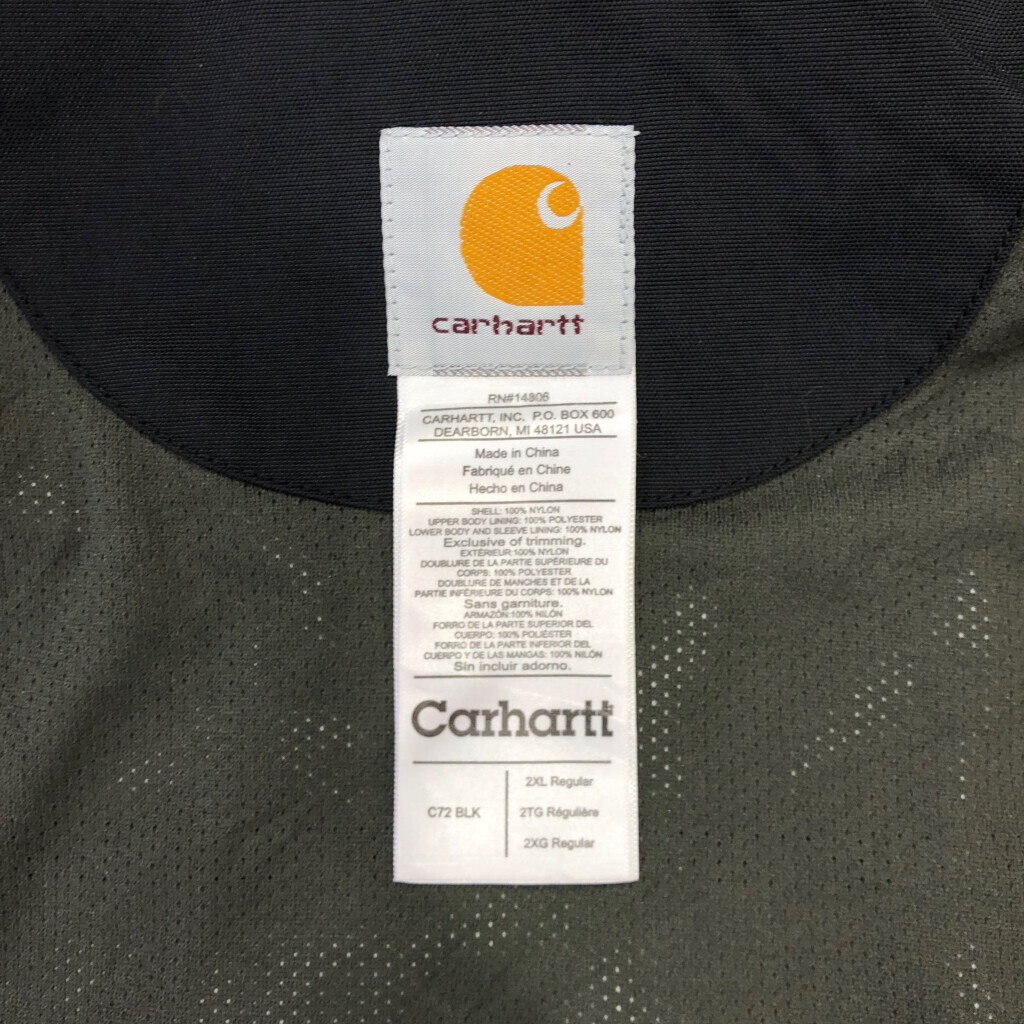 carhartt
RN#14806
CARHARTT, INC. P.O. BOX 600
DEARBORN, MI 48121 USA
Made in China
Fabriqué en Chine
Hecho en China
SHELL: 100% NYLON
UPPER BODY LINING: 100% POLYESTER
LOWER BODY AND SLEEVE LINING: 100% NYLON
Exclusive of trimming.
EXTÉRIEUR:100% NYLON
DOUBLURE DE LA PARTIE SUPÉRIEURE DU
CORPS: 100% POLYESTER
DOUBLURE DE MANCHES ET DE LA
PARTIE INFÉRIEURE DU CORPS: 100% NYLON
Sans garniture.
ARMAZÓN:100% NILÓN
FORRO DE LA PARTE SUPERIOR DEL
CUERPO: 100% POLIÉSTER
FORRO DE LA PARTE INFERIOR DEL
CUERPO Y DE LAS MANGAS: 100% NILÓN
Sin incluir adorno.
Carhartt
C72 BLK
2XL Regular
2TG Régulière
2XG Regular